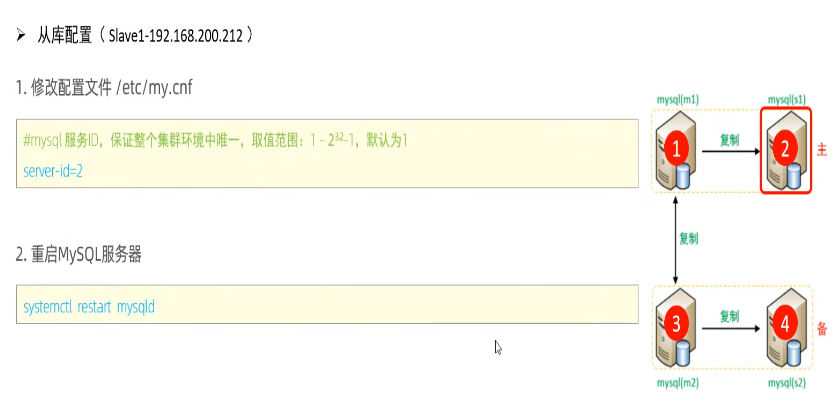 ➢ 从库配置（ Slave1-192.168.200.212 ）
1. 修改配置文件 /etc/my.cnf
#mysql 服务ID，保证整个集群环境中唯一，取值范围：1 - 2³²-1，默认为1
server-id=2
2. 重启MySQL服务器
systemctl restart mysqld
mysql(m1)
mysql(s1)
1
复制
2
主
复制
3
复制
4
备
mysql(m2)
mysql(s2)